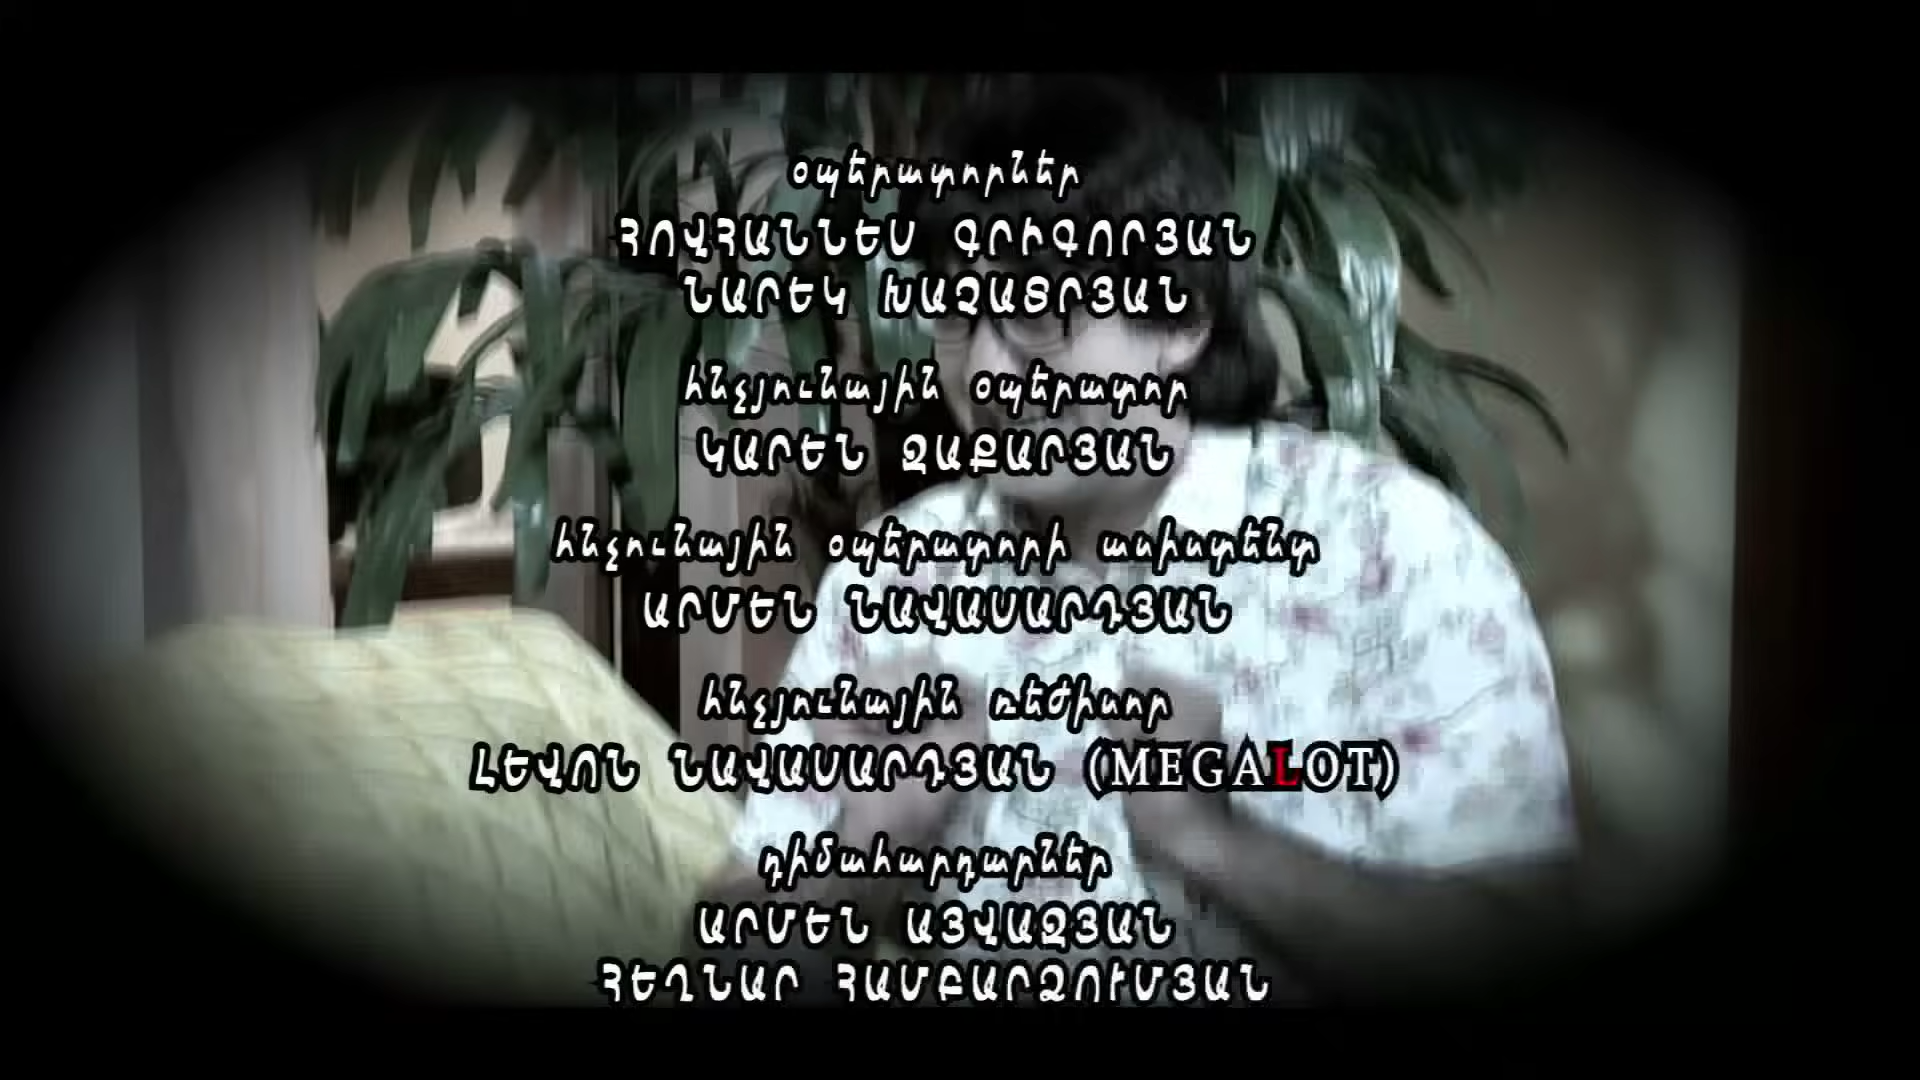 օպերատորներ
ՀՈՎՀԱՆՆԵՍ ԳՐԻԳՈՐՅԱՆ
ՆԱՐԵԿ ԽԱՉԱՏՐՅԱՆ
հնչյունային օպերատոր
ԿԱՐԵՆ ԶԱՔԱՐՅԱՆ
հնչունային օպերատորի ասիստենտ
ԱՐՄԵՆ ՆԱՎԱՍԱՐԴՅԱՆ
հնչյունային ռեժիսոր
ԼԵՎՈՆ ՆԱՎԱՍԱՐԴՅԱՆ (MEGALOT)
դիմահարդարներ
ԱՐՄԵՆ ԱՅՎԱԶՅԱՆ
ՀԵՂՆԱՐ ՀԱՄԲԱՐՁՈՒՄՅԱՆ